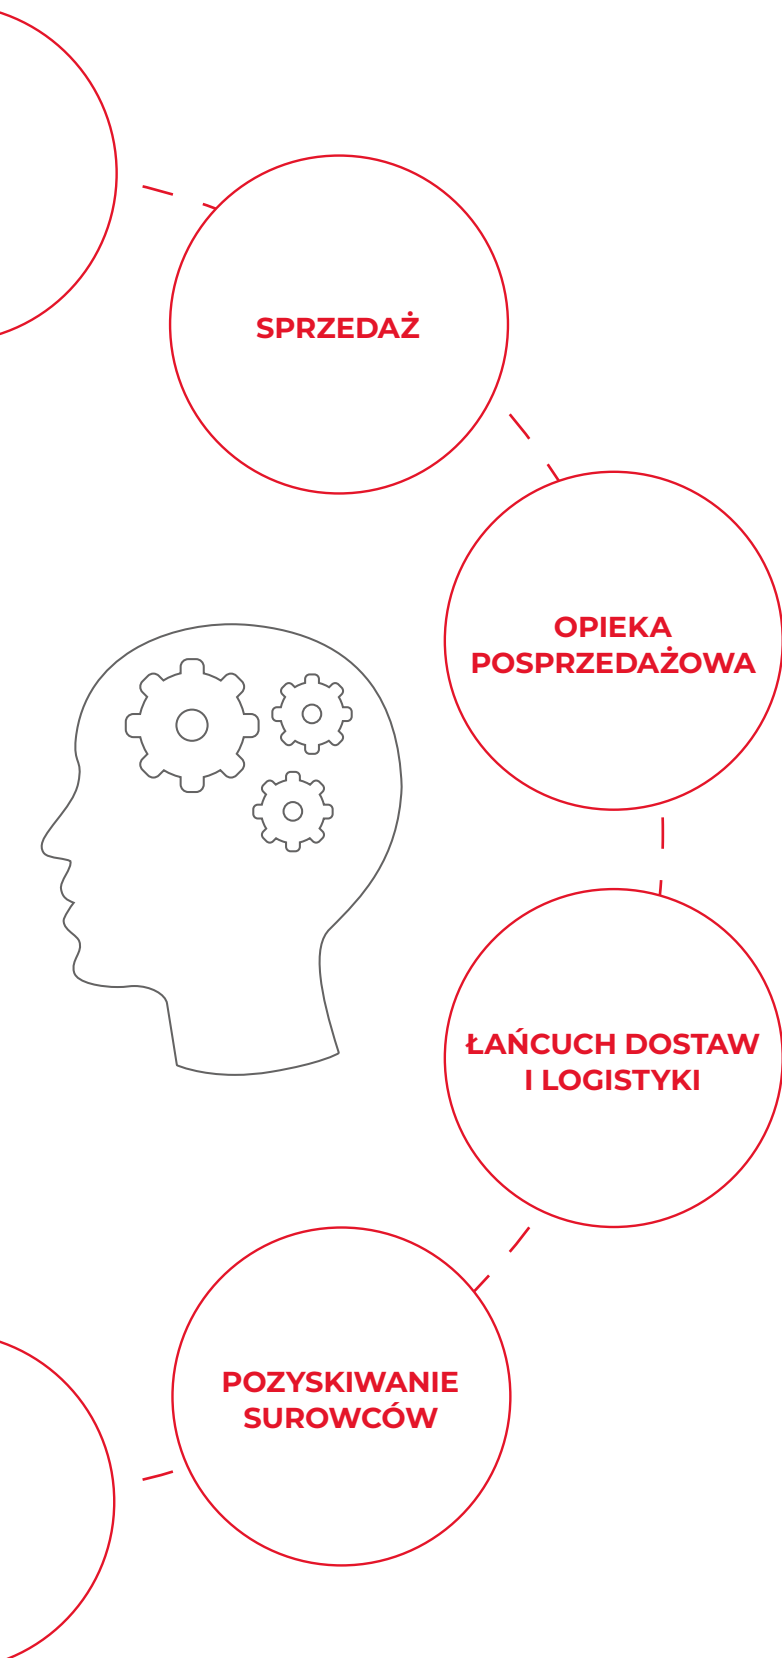 SPRZEDAŻ
OPIEKA
POSPRZEDAŻOWA
ŁAŃCUCH DOSTAW
I LOGISTYKI
POZYSKIWANIE
SUROWCÓW